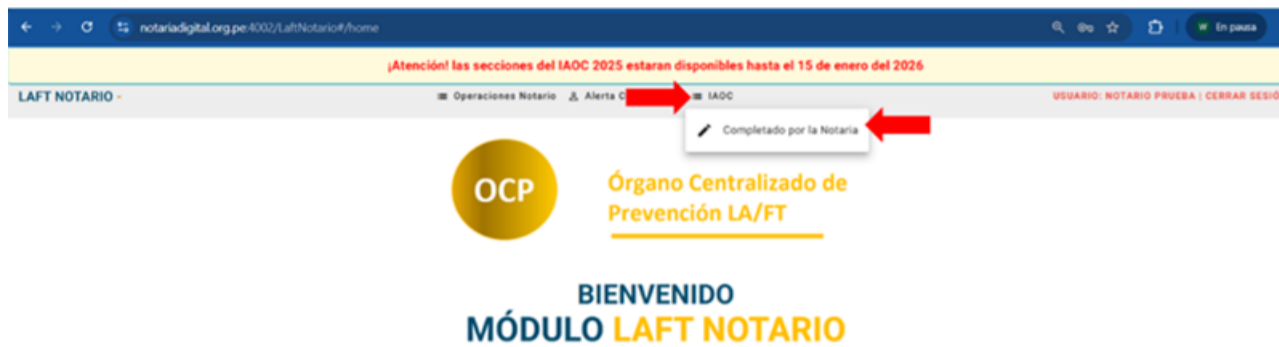 notariadigital.org.pe:4002/LaftNotario#/home
En pausa
¡Atención! las secciones del IAOC 2025 estaran disponibles hasta el 15 de enero del 2026
LAFT NOTARIO -
Operaciones Notario Alerta C IAOC
USUARIO: NOTARIO PRUEBA | CERRAR SESIÓ
Completado por la Notaria
OCP
Órgano Centralizado de
Prevención LA/FT
BIENVENIDO
MÓDULO LAFT NOTARIO